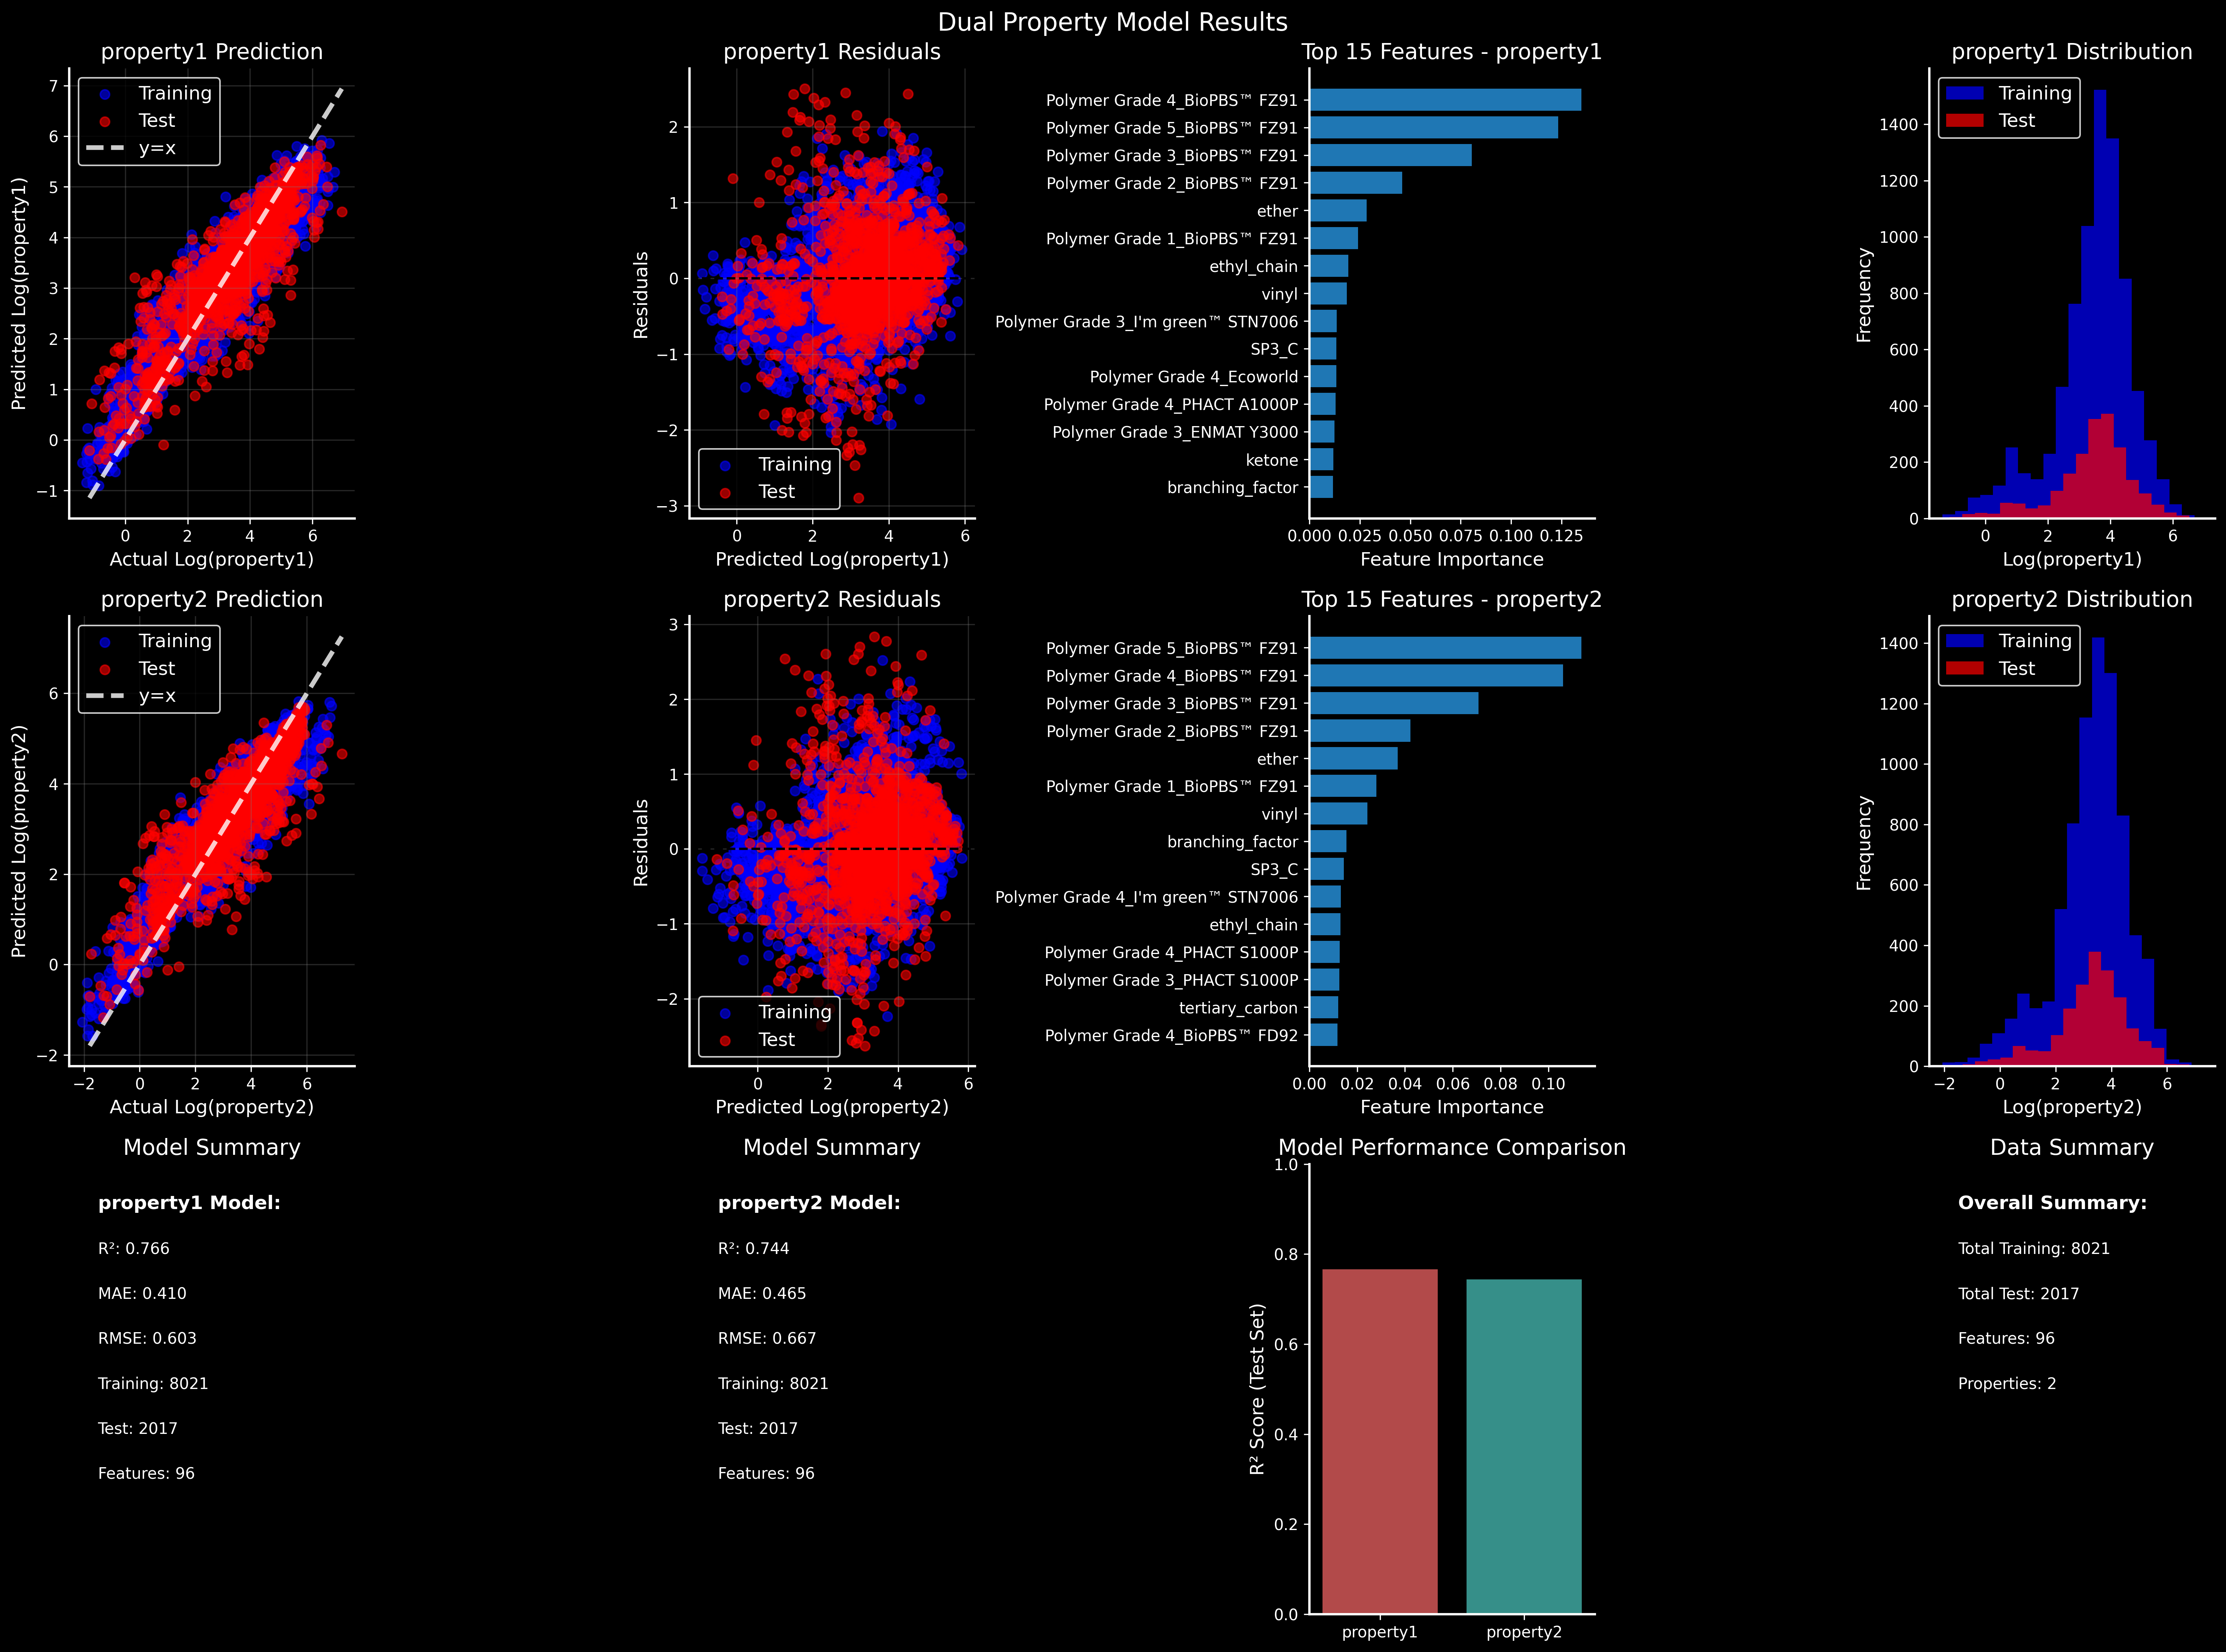 Dual Property Model Results
property1 Prediction
Training
Test
y=x
7
6
5
4
3
2
1
0
−1
0
2
4
6
Predicted Log(property1)
Actual Log(property1)
property1 Residuals
2
1
0
−1
−2
−3
Training
Test
0
2
4
6
Residuals
Predicted Log(property1)
Top 15 Features - property1
Polymer Grade 4_BioPBS™ FZ91
Polymer Grade 5_BioPBS™ FZ91
Polymer Grade 3_BioPBS™ FZ91
Polymer Grade 2_BioPBS™ FZ91
ether
Polymer Grade 1_BioPBS™ FZ91
ethyl_chain
vinyl
Polymer Grade 3_I'm green™ STN7006
SP3_C
Polymer Grade 4_Ecoworld
Polymer Grade 4_PHACT A1000P
Polymer Grade 3_ENMAT Y3000
ketone
branching_factor
0.000
0.025
0.050
0.075
0.100
0.125
Feature Importance
property1 Distribution
Training
Test
1400
1200
1000
800
600
400
200
0
0
2
4
6
Frequency
Log(property1)
property2 Prediction
Training
Test
y=x
6
4
2
0
−2
−2
0
2
4
6
Predicted Log(property2)
Actual Log(property2)
property2 Residuals
3
2
1
0
−1
−2
Training
Test
0
2
4
6
Residuals
Predicted Log(property2)
Top 15 Features - property2
Polymer Grade 5_BioPBS™ FZ91
Polymer Grade 4_BioPBS™ FZ91
Polymer Grade 3_BioPBS™ FZ91
Polymer Grade 2_BioPBS™ FZ91
ether
Polymer Grade 1_BioPBS™ FZ91
vinyl
branching_factor
SP3_C
Polymer Grade 4_I'm green™ STN7006
ethyl_chain
Polymer Grade 4_PHACT S1000P
Polymer Grade 3_PHACT S1000P
tertiary_carbon
Polymer Grade 4_BioPBS™ FD92
0.00
0.02
0.04
0.06
0.08
0.10
Feature Importance
property2 Distribution
Training
Test
1400
1200
1000
800
600
400
200
0
−2
0
2
4
6
Frequency
Log(property2)
Model Summary
property1 Model:
R²: 0.766
MAE: 0.410
RMSE: 0.603
Training: 8021
Test: 2017
Features: 96
Model Summary
property2 Model:
R²: 0.744
MAE: 0.465
RMSE: 0.667
Training: 8021
Test: 2017
Features: 96
Model Performance Comparison
1.0
0.8
0.6
0.4
0.2
0.0
R² Score (Test Set)
property1
property2
Data Summary
Overall Summary:
Total Training: 8021
Total Test: 2017
Features: 96
Properties: 2